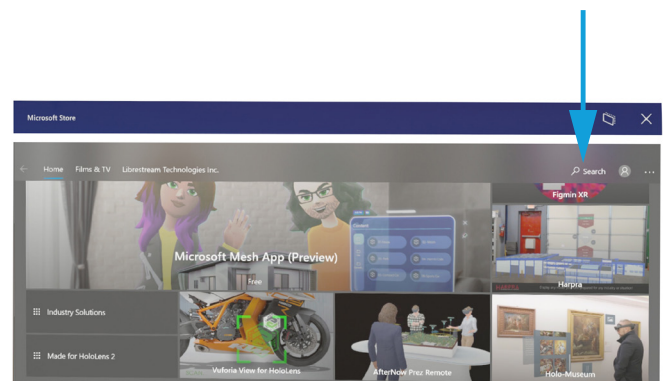 Microsoft Store
Home Films & TV Librestream Technologies Inc.
Search
Figmin XR
Microsoft Mesh App (Preview)
Free
Harpra
Industry Solutions
Made for HoloLens 2
Vuforia View for HoloLens
AfterNow Prez Remote
Holo-Museum